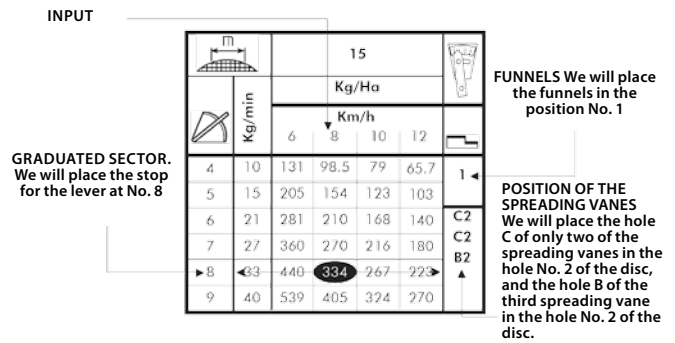 INPUT
m
15
Kg/Ha
Kg/min
Km/h
6 8 10 12
4 10 131 98.5 79 65.7
1
5 15 205 154 123 103
6 21 281 210 168 140
C2
7 27 360 270 216 180
C2
B2
8 33 440 334 267 223
9 40 539 405 324 270
FUNNELS We will place
the funnels in the
position No. 1
GRADUATED SECTOR.
We will place the stop
for the lever at No. 8
POSITION OF THE
SPREADING VANES
We will place the hole
C of only two of the
spreading vanes in the
hole No. 2 of the disc,
and the hole B of the
third spreading vane
in the hole No. 2 of the
disc.